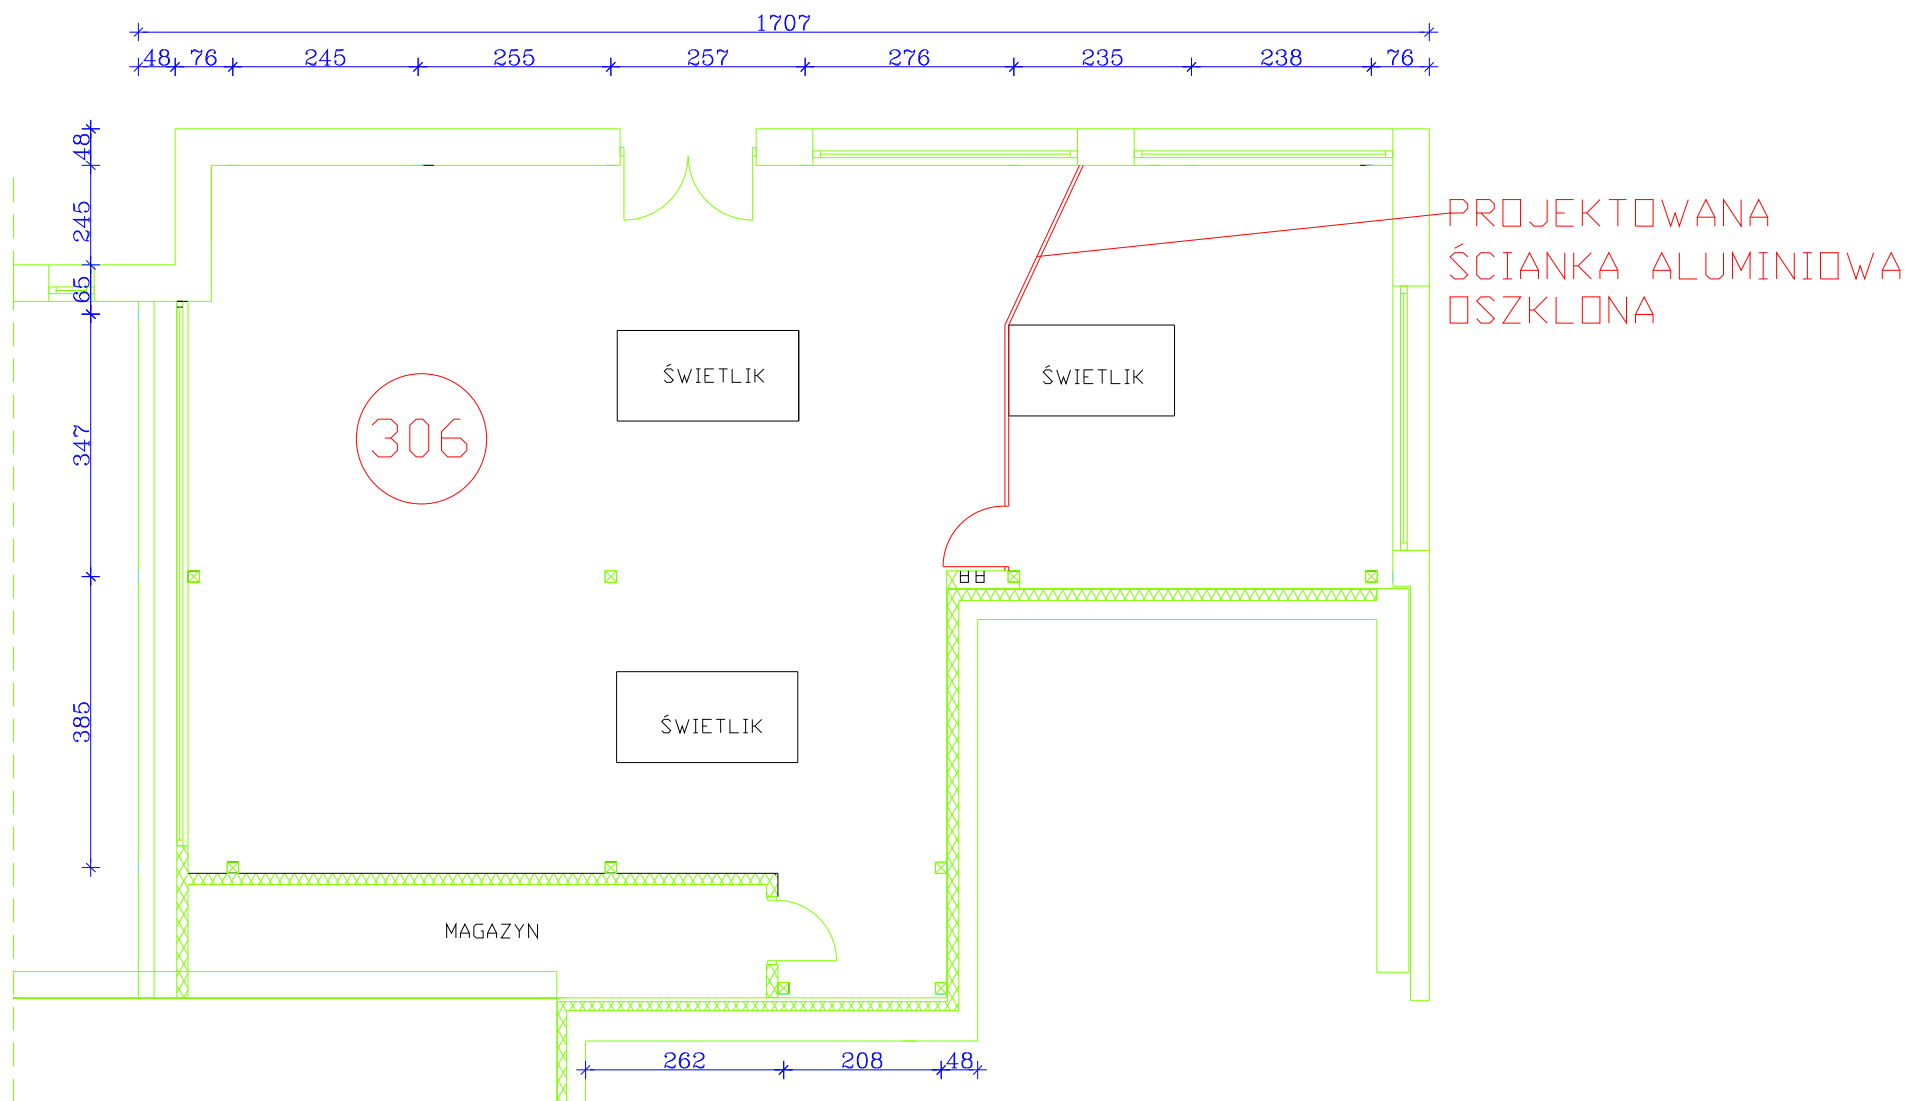 1707
48 76 245 255 257 276 235 238 76
48
245
65
347
385
PROJEKTOWANA
ŚCIANKA ALUMINIOWA
OSZKLONA
ŚWIETLIK
ŚWIETLIK
306
ŚWIETLIK
MAGAZYN
262 208 48